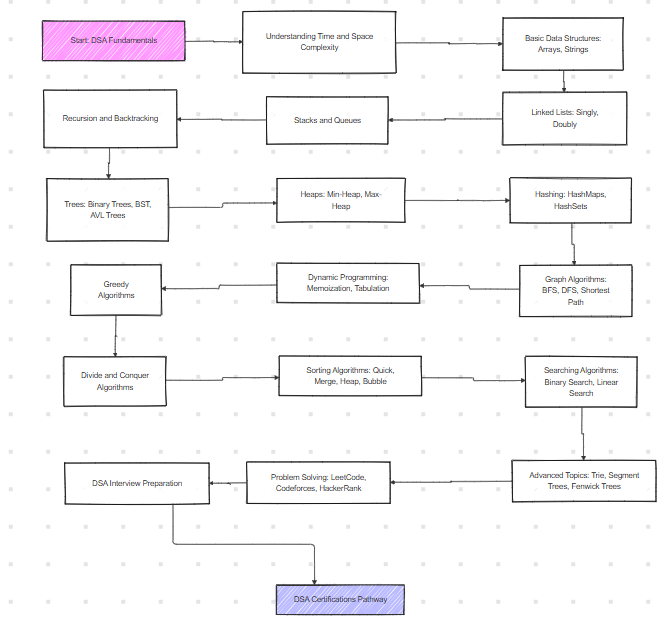 Start: DSA Fundamentals
Understanding Time and Space
Complexity
Basic Data Structures:
Arrays, Strings
Recursion and Backtracking
Stacks and Queues
Linked Lists: Singly,
Doubly
Trees: Binary Trees, BST,
AVL Trees
Heaps: Min-Heap, Max-
Heap
Hashing: HashMaps,
HashSets
Greedy
Algorithms
Dynamic Programming:
Memoization, Tabulation
Graph Algorithms:
BFS, DFS, Shortest
Path
Divide and Conquer
Algorithms
Sorting Algorithms: Quick,
Merge, Heap, Bubble
Searching Algorithms:
Binary Search, Linear
Search
DSA Interview Preparation
Problem Solving: LeetCode,
Codeforces, HackerRank
Advanced Topics: Trie, Segment
Trees, Fenwick Trees
DSA Certifications Pathway